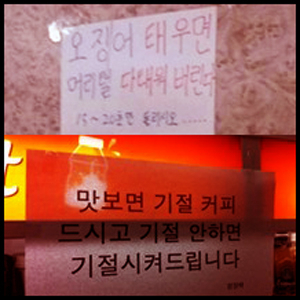 오징어 태우면
머리털 다 태워 버린다
15~20초만 돌리시오.....
맛보면 기절 커피
드시고 기절 안하면
기절시켜드립니다